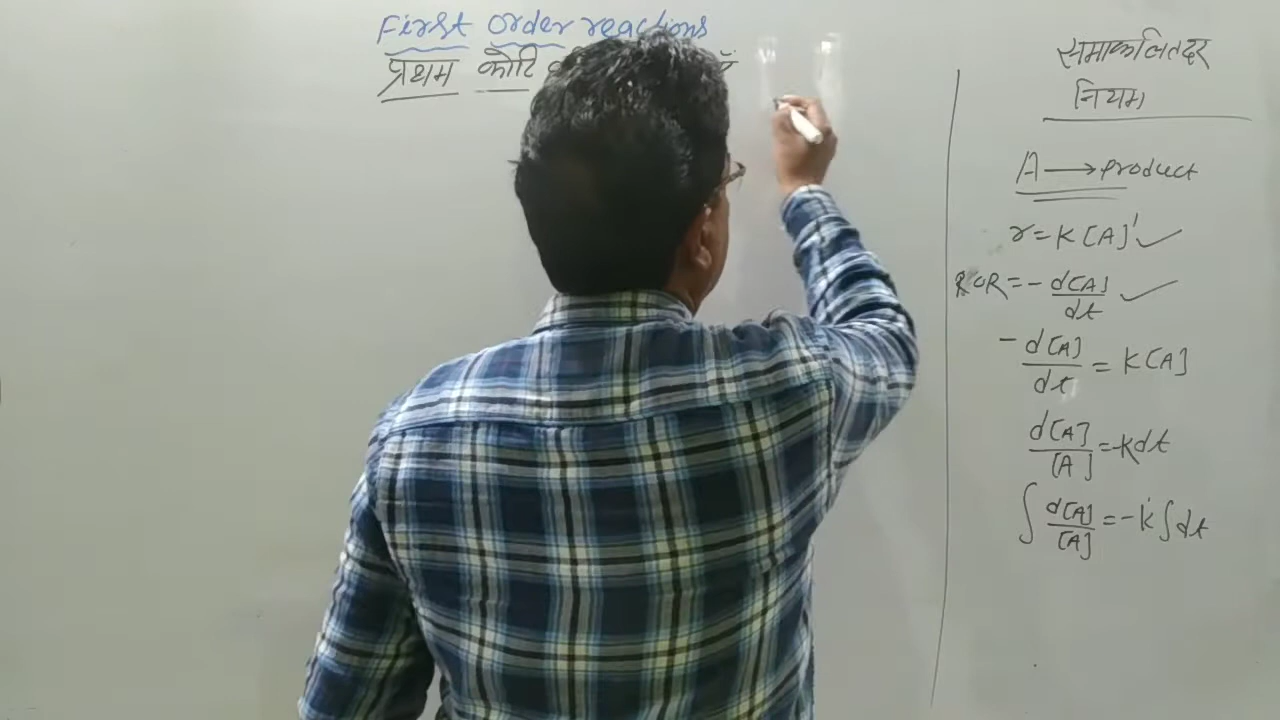 First Order reactions
प्रथम कोटि
समाकलित दर
नियम
A → product
r = K[A]¹ ✓
ROR = - d[A]/dt ✓
- d[A]/dt = K[A]
d[A]/[A] = -Kdt
∫ d[A]/[A] = -K∫dt